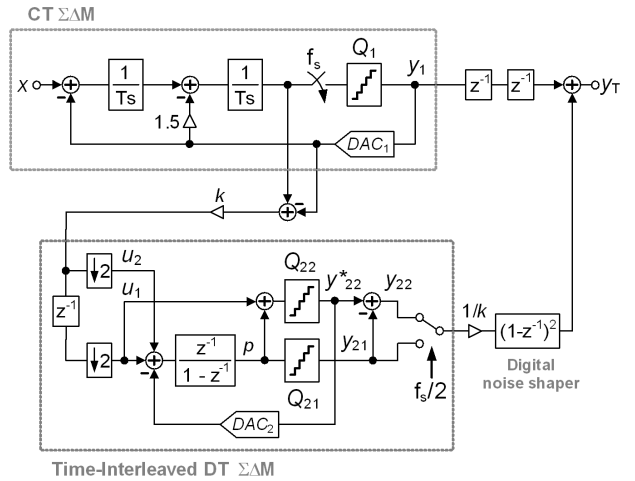 CT ΣΔM
x
+
−
1
Ts
+
−
1.5
1
Ts
fs
Q1
y1
DAC1
z-1
z-1
+
yT
+
−
k
z-1
↓2
↓2
u2
u1
+
−
z-1
1 - z-1
p
+
Q22
Q21
y*22
+
−
y22
y21
DAC2
fs/2
1/k
(1-z-1)2
Digital
noise shaper
Time-Interleaved DT ΣΔM